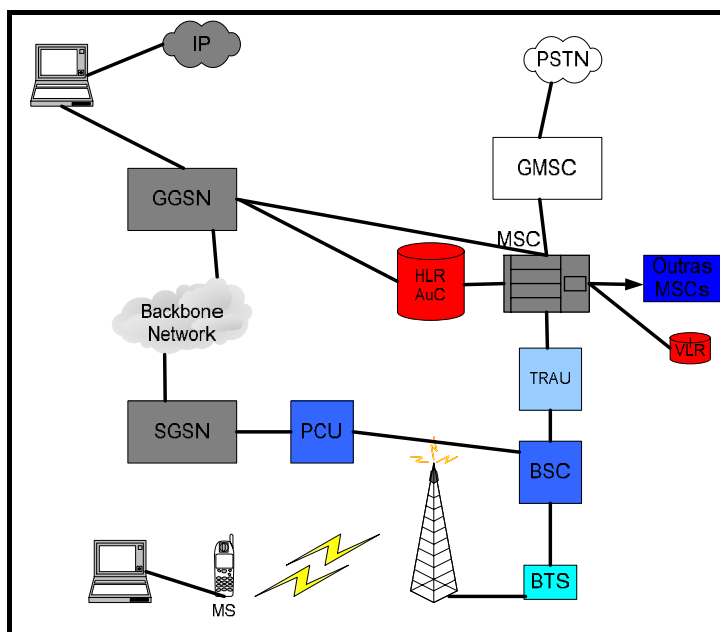 IP
PSTN
GGSN
GMSC
MSC
HLR
AuC
Outras
MSCs
Backbone
Network
VLR
TRAU
SGSN
PCU
BSC
BTS
MS